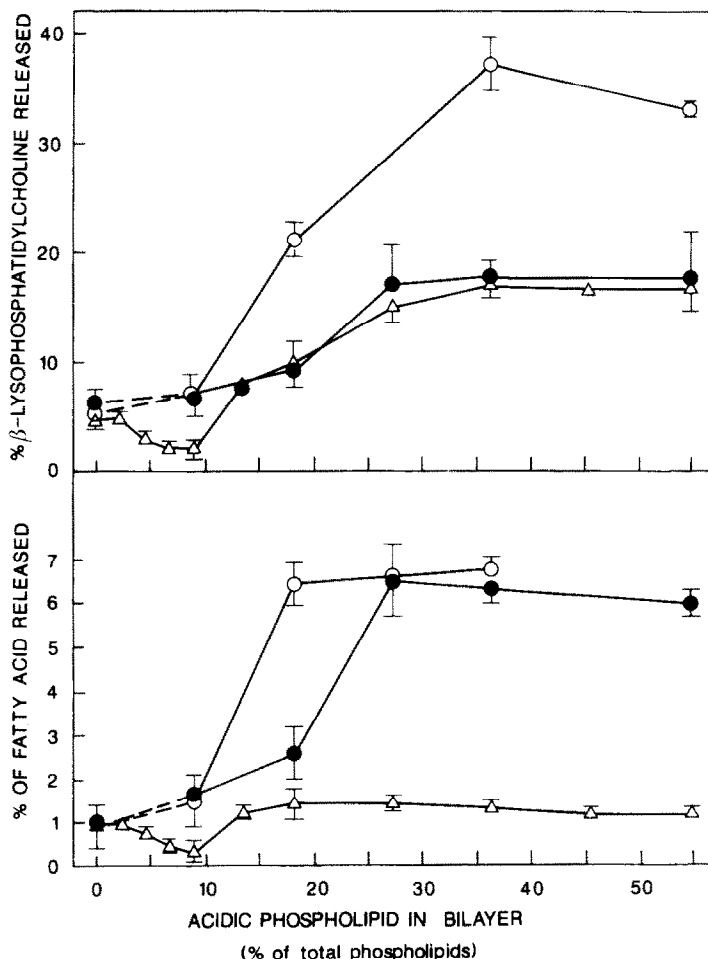 % β-LYSOPHOSPHATIDYLCHOLINE RELEASED
40
30
20
10
0
% OF FATTY ACID RELEASED
7
6
5
4
3
2
1
0
0 10 20 30 40 50
ACIDIC PHOSPHOLIPID IN BILAYER
(% of total phospholipids)